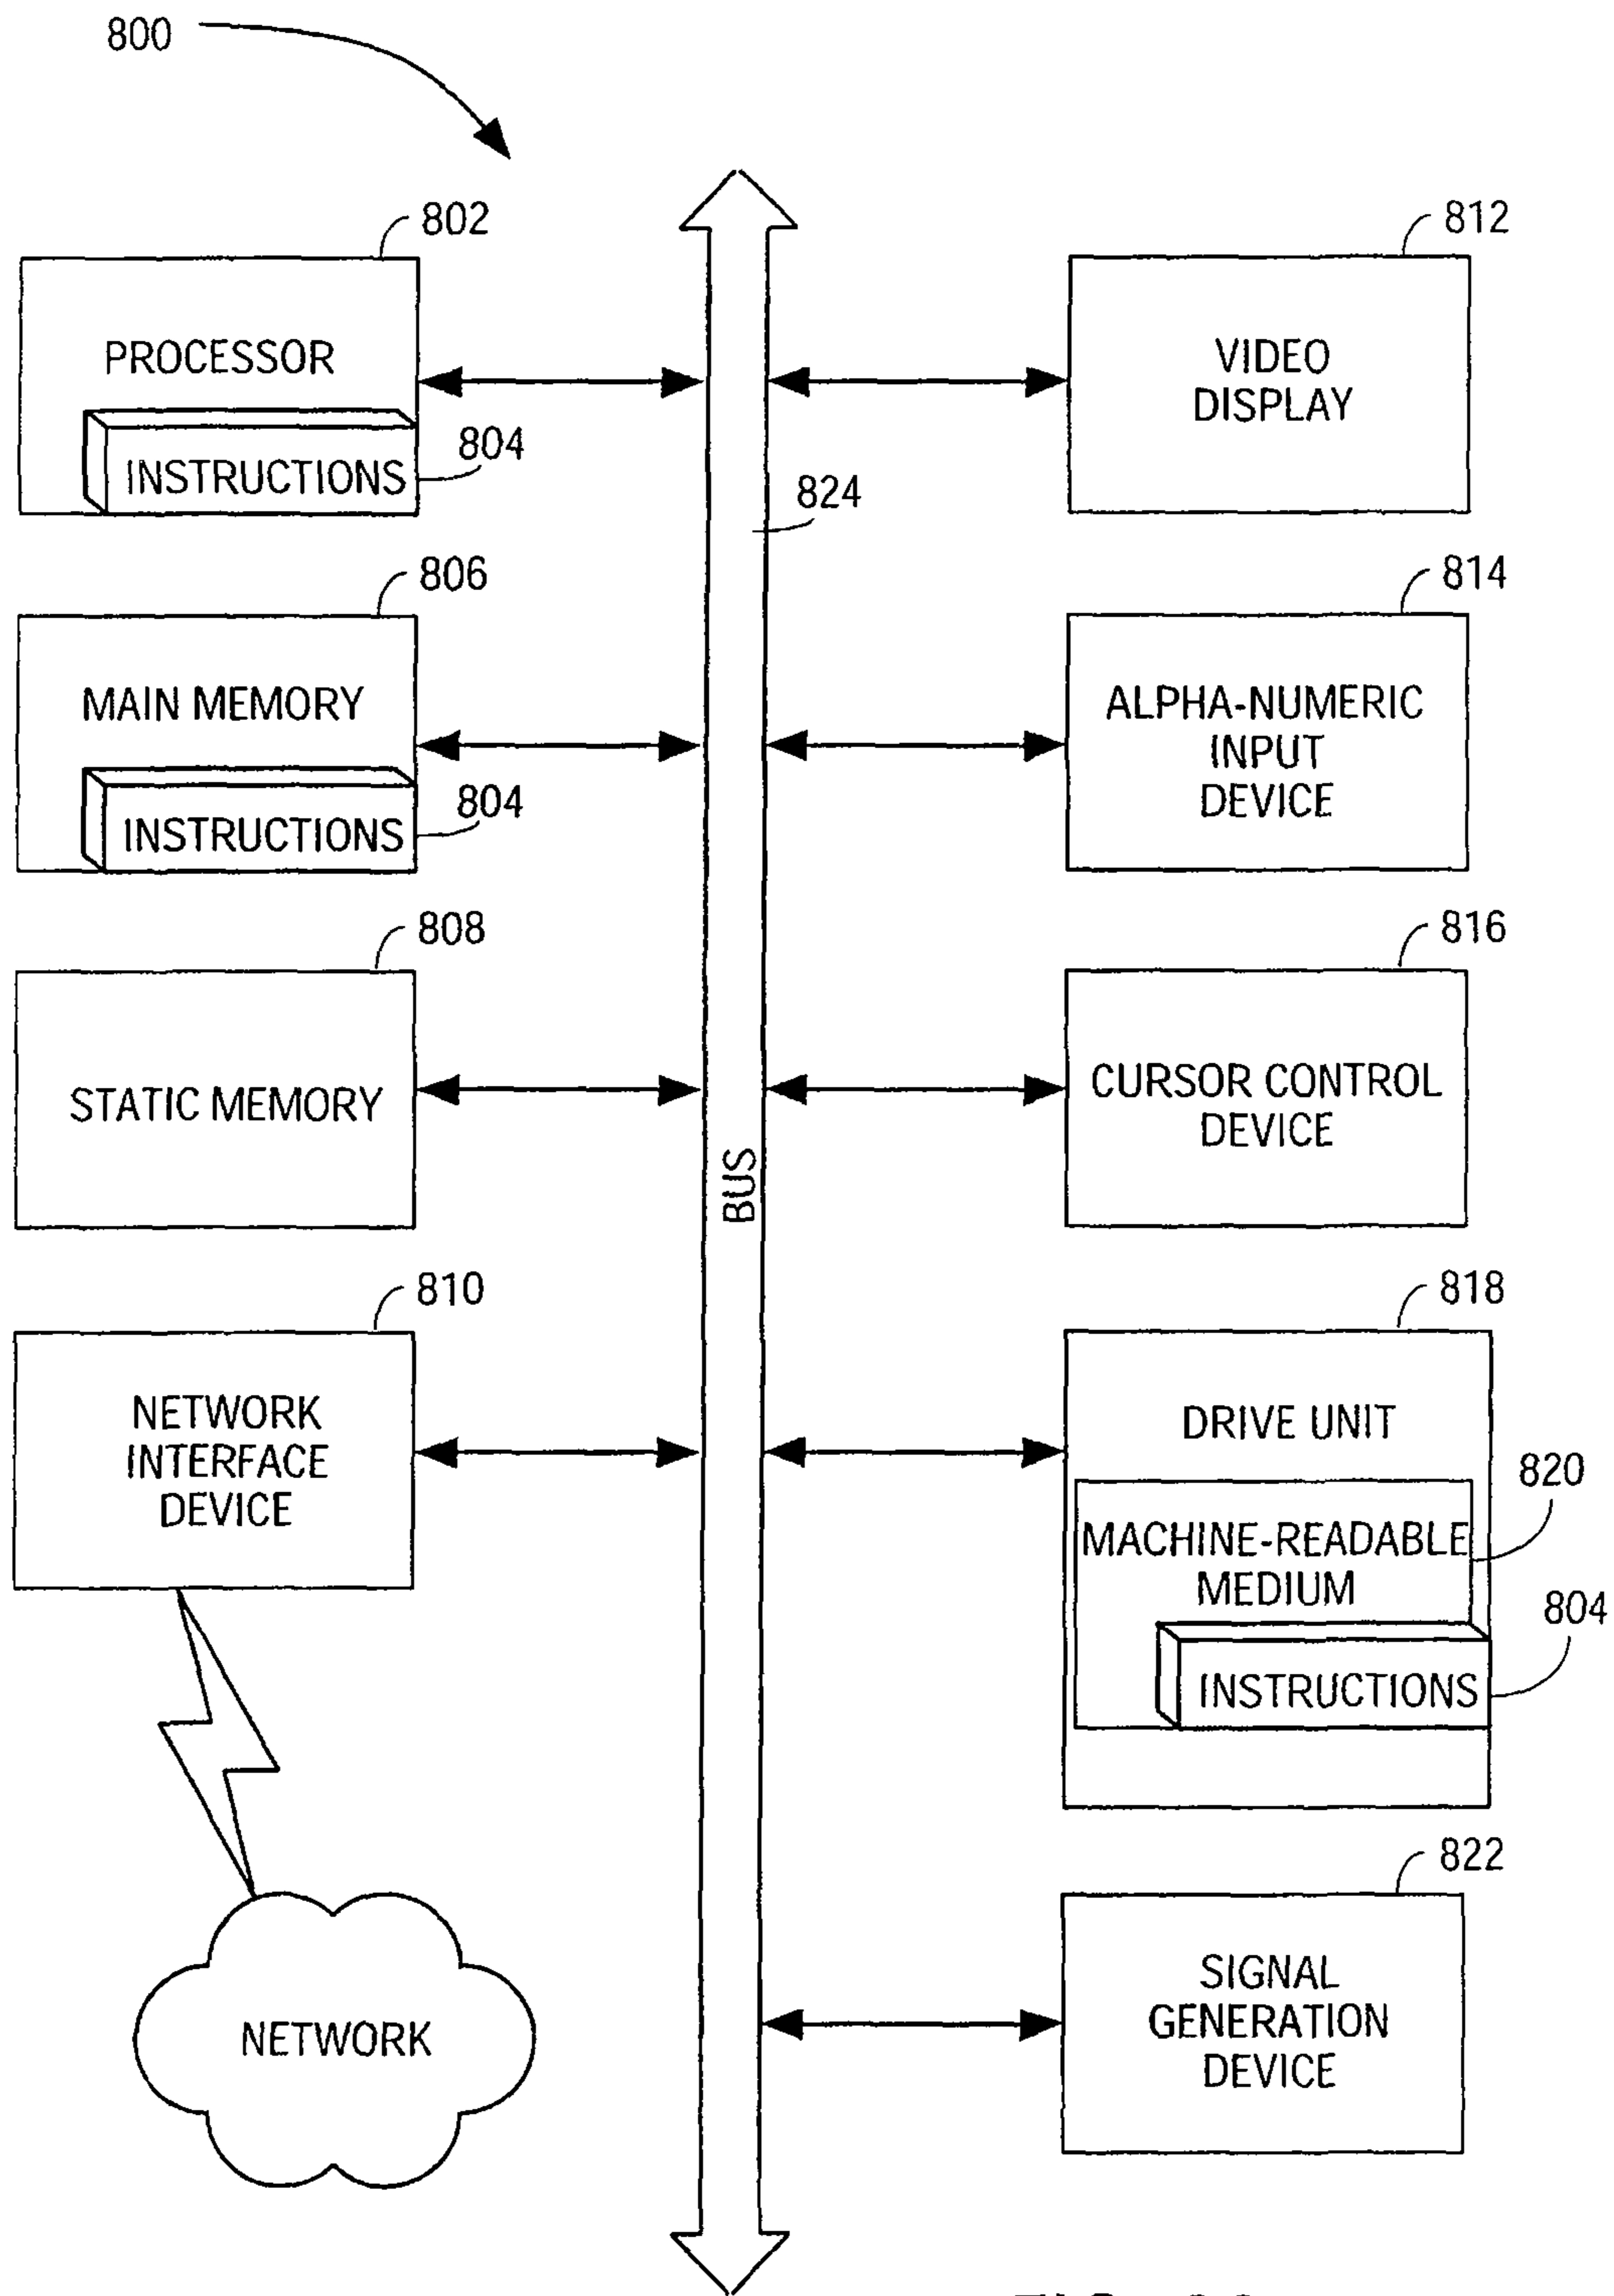 800
802
PROCESSOR
INSTRUCTIONS
804
806
MAIN MEMORY
INSTRUCTIONS
804
808
STATIC MEMORY
810
NETWORK
INTERFACE
DEVICE
NETWORK
824
BUS
812
VIDEO
DISPLAY
814
ALPHA-NUMERIC
INPUT
DEVICE
816
CURSOR CONTROL
DEVICE
818
DRIVE UNIT
820
MACHINE-READABLE
MEDIUM
804
INSTRUCTIONS
822
SIGNAL
GENERATION
DEVICE